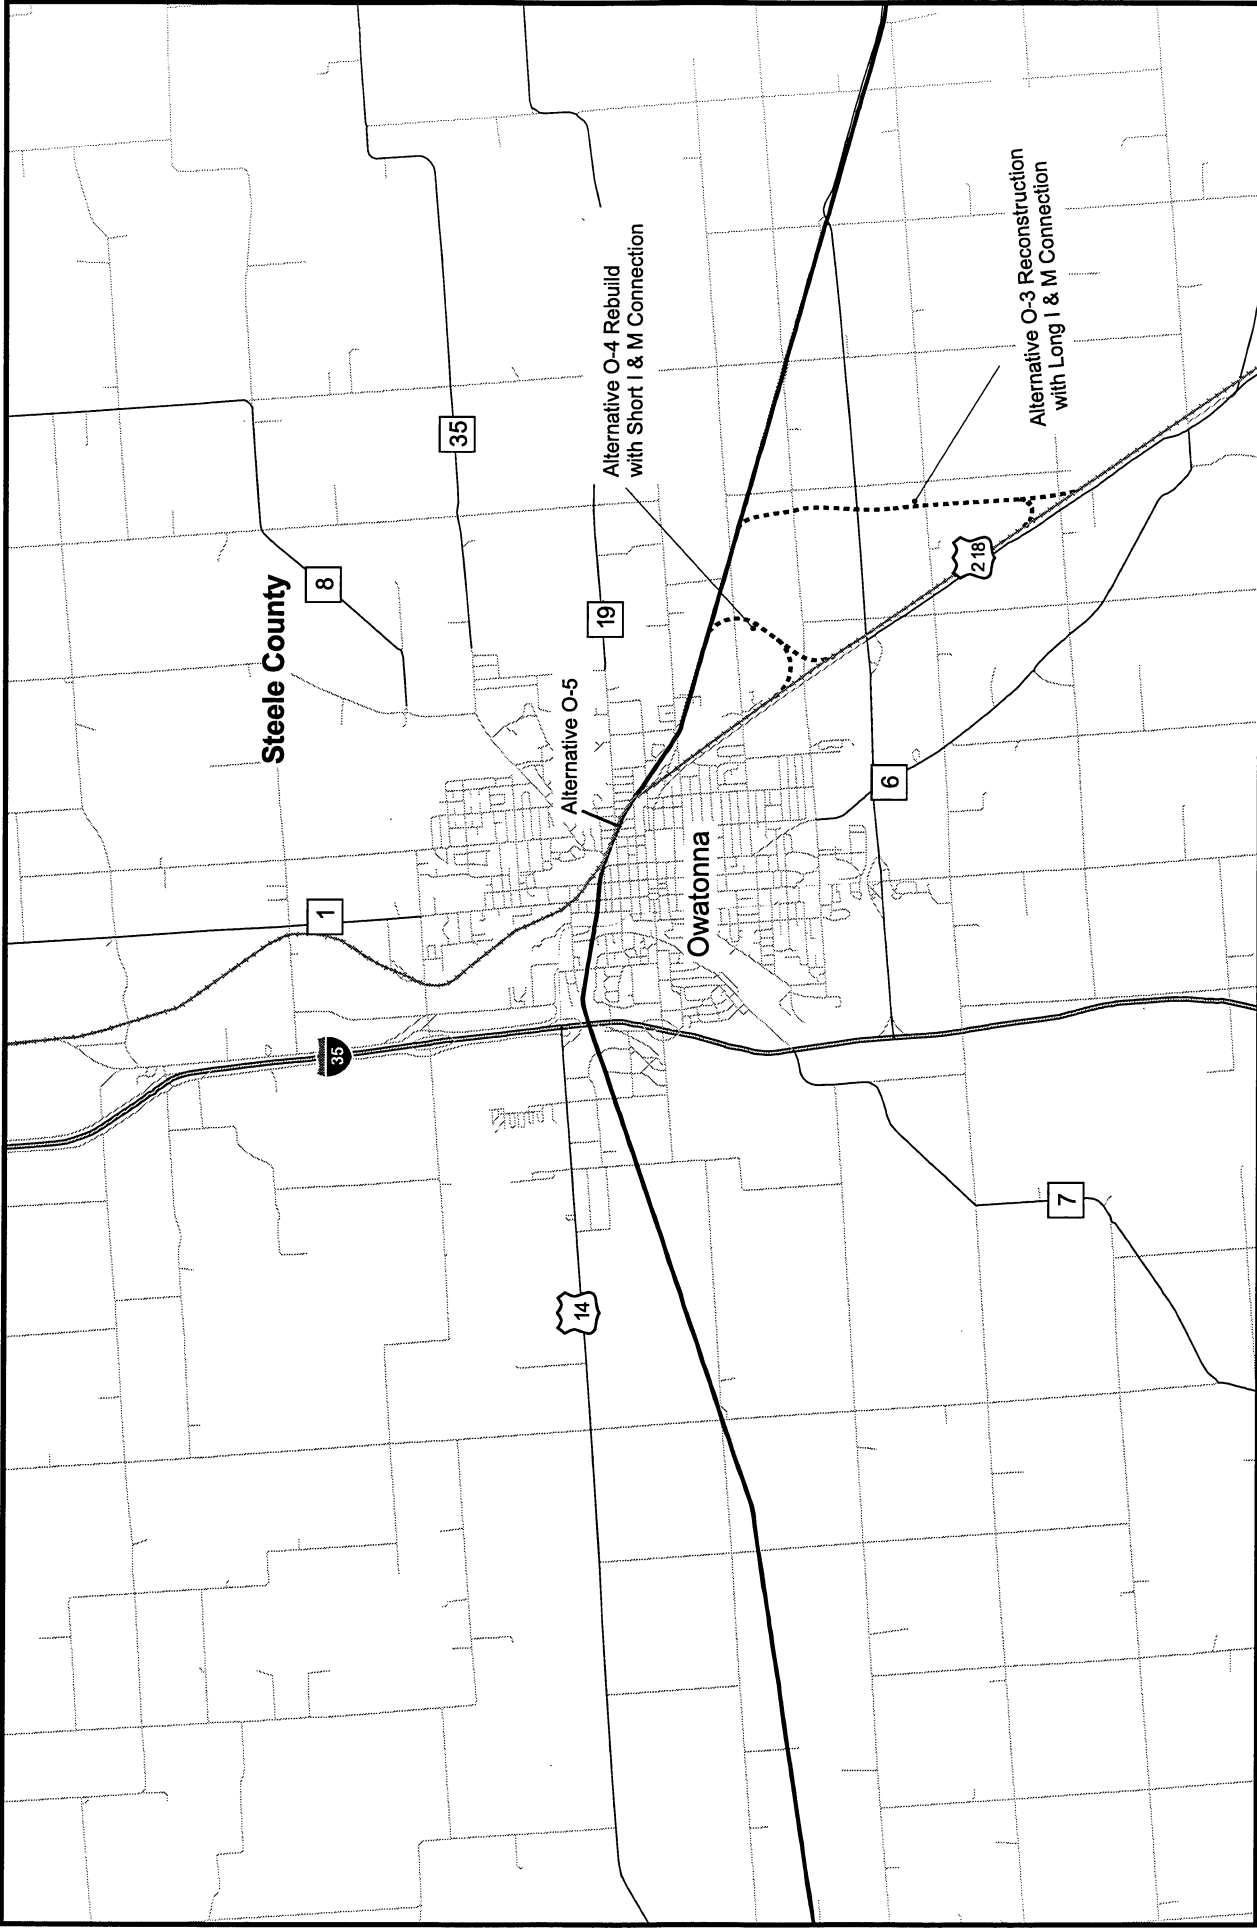 Steele County
8
35
1
35
Alternative O-4 Rebuild
with Short I & M Connection
19
Alternative O-5
14
Owatonna
6
218
Alternative O-3 Reconstruction
with Long I & M Connection
7